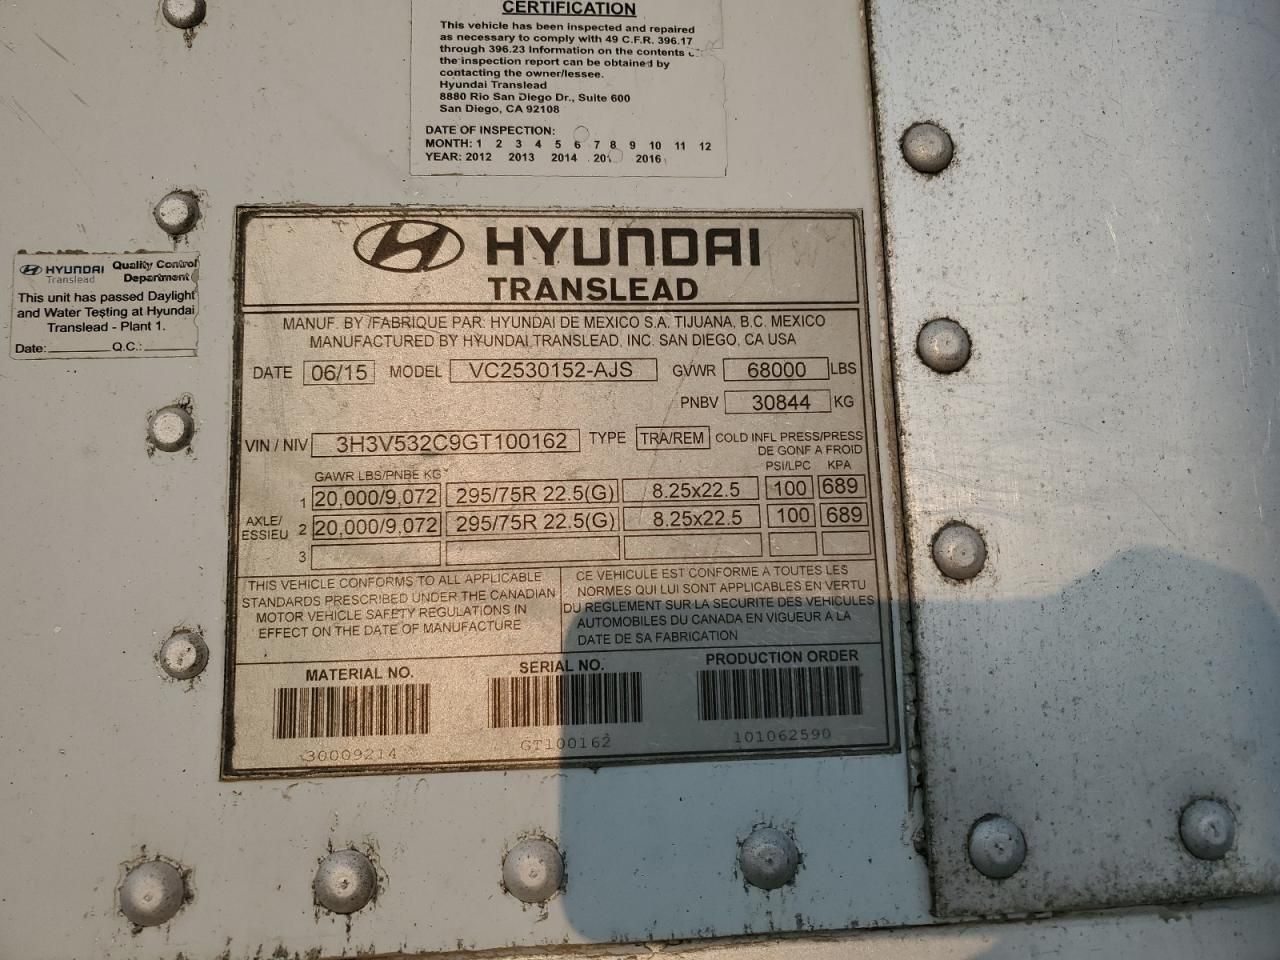 CERTIFICATION
This vehicle has been inspected and repaired
as necessary to comply with 49 C.F.R. 396.17
through 396.23 Information on the contents
the inspection report can be obtained by
contacting the owner/lessee.
Hyundai Translead
8880 Rio San Diego Dr., Suite 600
San Diego, CA 92108
DATE OF INSPECTION:
MONTH: 1 2 3 4 5 6 7 8 9 10 11 12
YEAR: 2012 2013 2014 2016
HYUNDAI
Translead
Quality Control
Department
This unit has passed Daylight
and Water Testing at Hyundai
Translead - Plant 1.
Date: Q.C.:
HYUNDAI
TRANSLEAD
MANUF. BY /FABRIQUE PAR: HYUNDAI DE MEXICO S.A. TIJUANA, B.C. MEXICO
MANUFACTURED BY HYUNDAI TRANSLEAD, INC. SAN DIEGO, CA USA
DATE 06/15 MODEL VC2530152-AJS GVWR 68000 LBS
PNBV 30844 KG
VIN / NIV 3H3V532C9GT100162 TYPE TRA/REM COLD INFL PRESS/PRESS
DE GONF A FROID
GAWR LBS/PNBE KG PSI/LPC KPA
1 20,000/9,072 295/75R 22.5(G) 8.25x22.5 100 689
AXLE/
ESSIEU 2 20,000/9,072 295/75R 22.5(G) 8.25x22.5 100 689
3
THIS VEHICLE CONFORMS TO ALL APPLICABLE
STANDARDS PRESCRIBED UNDER THE CANADIAN
MOTOR VEHICLE SAFETY REGULATIONS IN
EFFECT ON THE DATE OF MANUFACTURE
CE VEHICULE EST CONFORME A TOUTES LES
NORMES QUI LUI SONT APPLICABLES EN VERTU
DU REGLEMENT SUR LA SECURITE DES VEHICULES
AUTOMOBILES DU CANADA EN VIGUEUR A LA
DATE DE SA FABRICATION
MATERIAL NO. SERIAL NO. PRODUCTION ORDER
30009214 GT100162 101062590